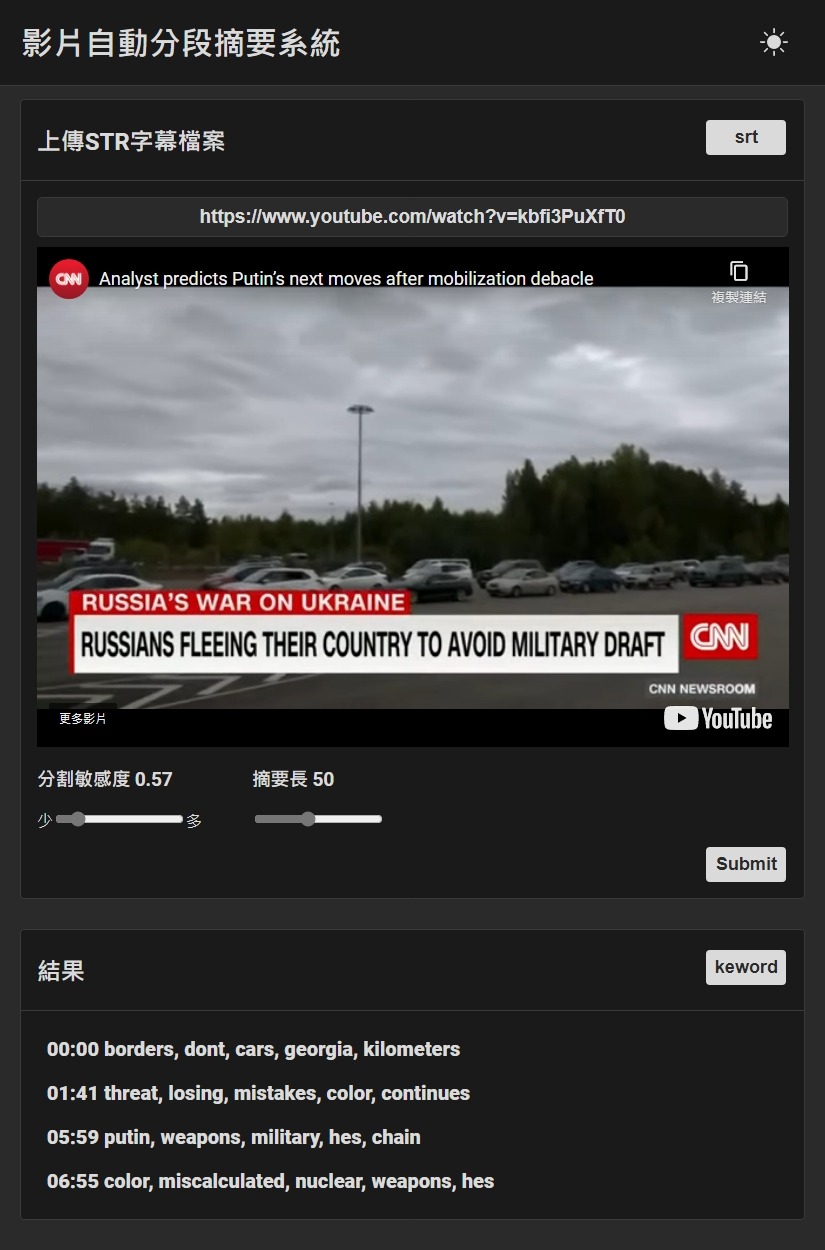 影片自動分段摘要系統
上傳STR字幕檔案
srt
https://www.youtube.com/watch?v=kbfi3PuXfT0
CNN
Analyst predicts Putin’s next moves after mobilization debacle
複製連結
RUSSIA'S WAR ON UKRAINE
RUSSIANS FLEEING THEIR COUNTRY TO AVOID MILITARY DRAFT
CNN
CNN NEWSROOM
更多影片
YouTube
分割敏感度 0.57
摘要長 50
少
多
Submit
結果
keword
00:00 borders, dont, cars, georgia, kilometers
01:41 threat, losing, mistakes, color, continues
05:59 putin, weapons, military, hes, chain
06:55 color, miscalculated, nuclear, weapons, hes